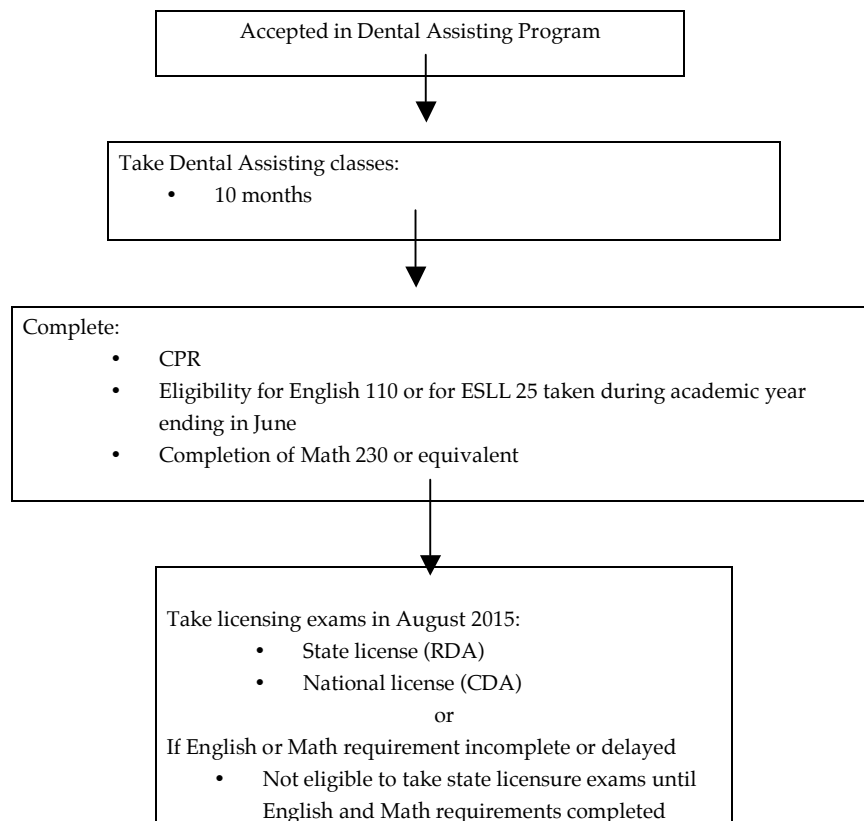 Accepted in Dental Assisting Program
Take Dental Assisting classes:
• 10 months
Complete:
• CPR
• Eligibility for English 110 or for ESLL 25 taken during academic year
ending in June
• Completion of Math 230 or equivalent
Take licensing exams in August 2015:
• State license (RDA)
• National license (CDA)
or
If English or Math requirement incomplete or delayed
• Not eligible to take state licensure exams until
English and Math requirements completed